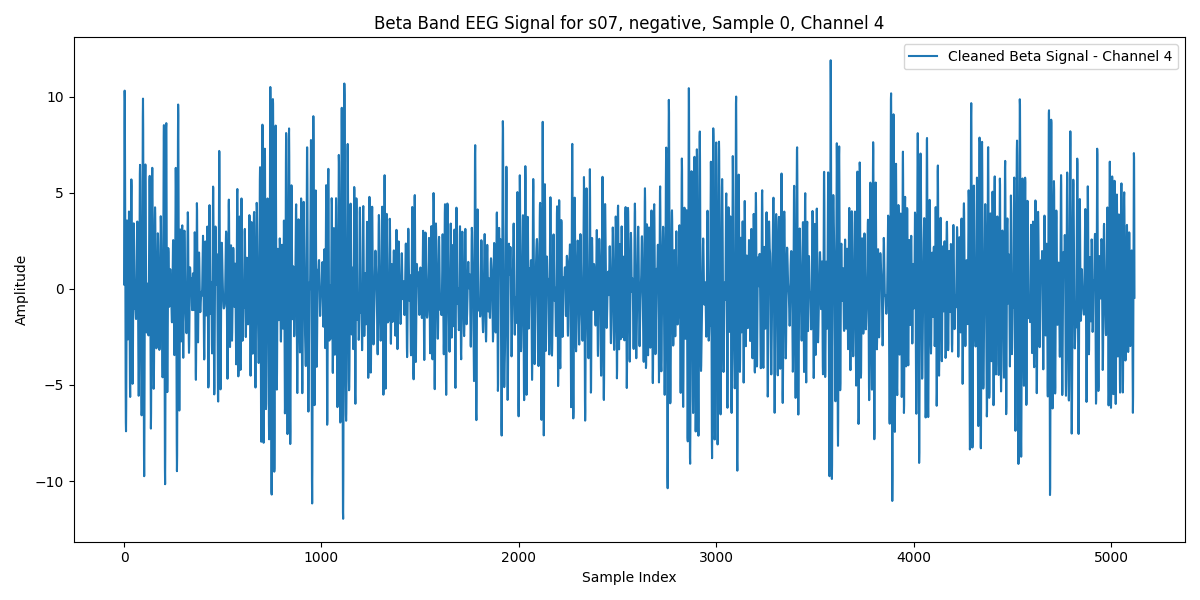 Beta Band EEG Signal for s07, negative, Sample 0, Channel 4
Cleaned Beta Signal - Channel 4
10
5
0
−5
−10
Amplitude
0 1000 2000 3000 4000 5000
Sample Index